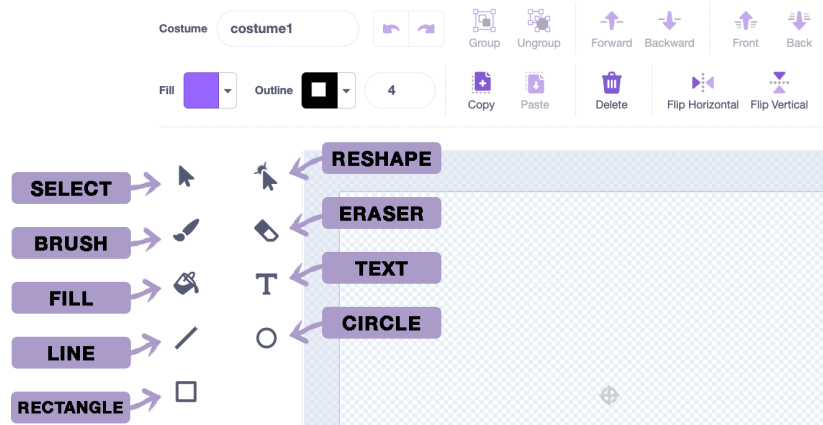 Costume
costume1
Group
Ungroup
Forward
Backward
Front
Back
Fill
Outline
4
Copy
Paste
Delete
Flip Horizontal
Flip Vertical
SELECT
RESHAPE
BRUSH
ERASER
FILL
TEXT
LINE
CIRCLE
RECTANGLE